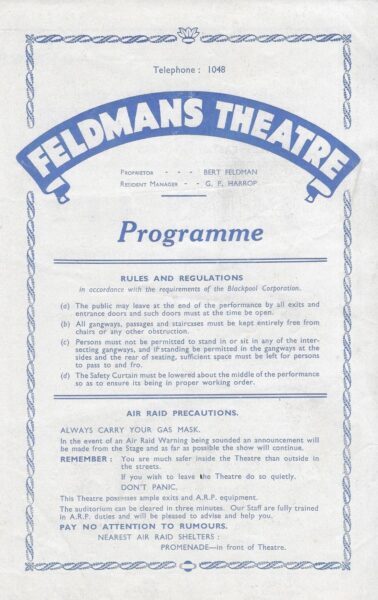 Telephone : 1048
FELDMANS THEATRE
PROPRIETOR - - - BERT FELDMAN
RESIDENT MANAGER - - G. P. HARROP
Programme
RULES AND REGULATIONS
in accordance with the requirements of the Blackpool Corporation.
(a) The public may leave at the end of the performance by all exits and
entrance doors and such doors must at the time be open.
(b) All gangways, passages and staircases must be kept entirely free from
chairs or any other obstruction.
(c) Persons must not be permitted to stand or sit in any of the inter-
secting gangways, and if standing be permitted in the gangways at the
sides and the rear of seating, sufficient space must be left for persons
to pass to and fro.
(d) The Safety Curtain must be lowered about the middle of the performance
so as to ensure its being in proper working order.
AIR RAID PRECAUTIONS.
ALWAYS CARRY YOUR GAS MASK.
In the event of an Air Raid Warning being sounded an announcement will
be made from the Stage and as far as possible the show will continue.
REMEMBER : You are much safer inside the Theatre than outside in
the streets.
If you wish to leave the Theatre do so quietly.
DON'T PANIC.
This Theatre possesses ample exits and A.R.P. equipment.
The auditorium can be cleared in three minutes. Our Staff are fully trained
in A.R.P. duties and will be pleased to advise and help you.
PAY NO ATTENTION TO RUMOURS.
NEAREST AIR RAID SHELTERS :
PROMENADE—in front of Theatre.